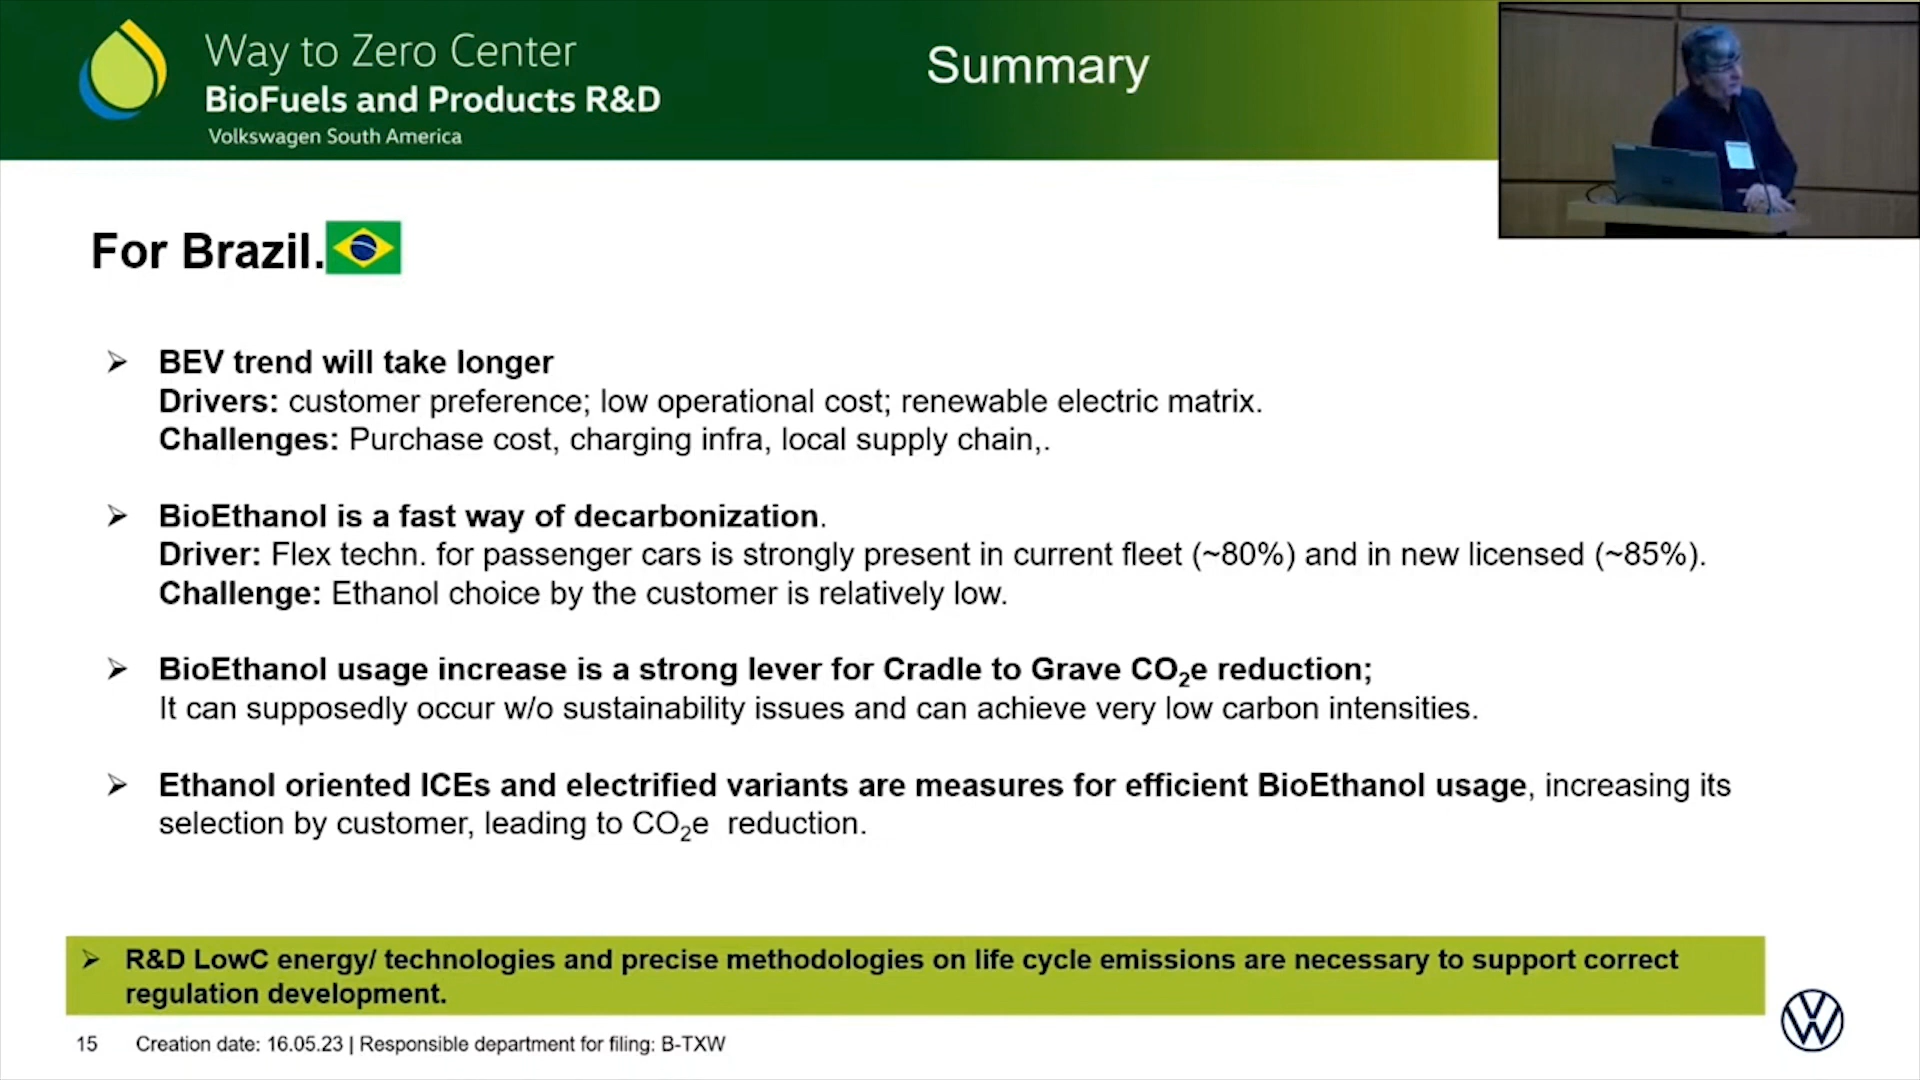 Way to Zero Center
BioFuels and Products R&D
Volkswagen South America
Summary
For Brazil.
➢ BEV trend will take longer
Drivers: customer preference; low operational cost; renewable electric matrix.
Challenges: Purchase cost, charging infra, local supply chain,.
➢ BioEthanol is a fast way of decarbonization.
Driver: Flex techn. for passenger cars is strongly present in current fleet (~80%) and in new licensed (~85%).
Challenge: Ethanol choice by the customer is relatively low.
➢ BioEthanol usage increase is a strong lever for Cradle to Grave CO₂e reduction;
It can supposedly occur w/o sustainability issues and can achieve very low carbon intensities.
➢ Ethanol oriented ICEs and electrified variants are measures for efficient BioEthanol usage, increasing its
selection by customer, leading to CO₂e  reduction.
➢ R&D LowC energy/ technologies and precise methodologies on life cycle emissions are necessary to support correct
regulation development.
15 Creation date: 16.05.23 | Responsible department for filing: B-TXW